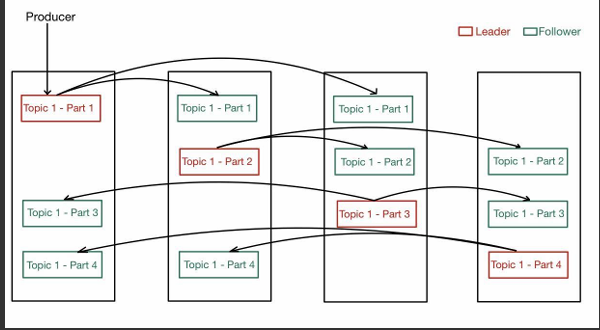 Producer
Leader
Follower
Topic 1 - Part 1
Topic 1 - Part 1
Topic 1 - Part 1
Topic 1 - Part 2
Topic 1 - Part 2
Topic 1 - Part 2
Topic 1 - Part 3
Topic 1 - Part 3
Topic 1 - Part 3
Topic 1 - Part 4
Topic 1 - Part 4
Topic 1 - Part 4